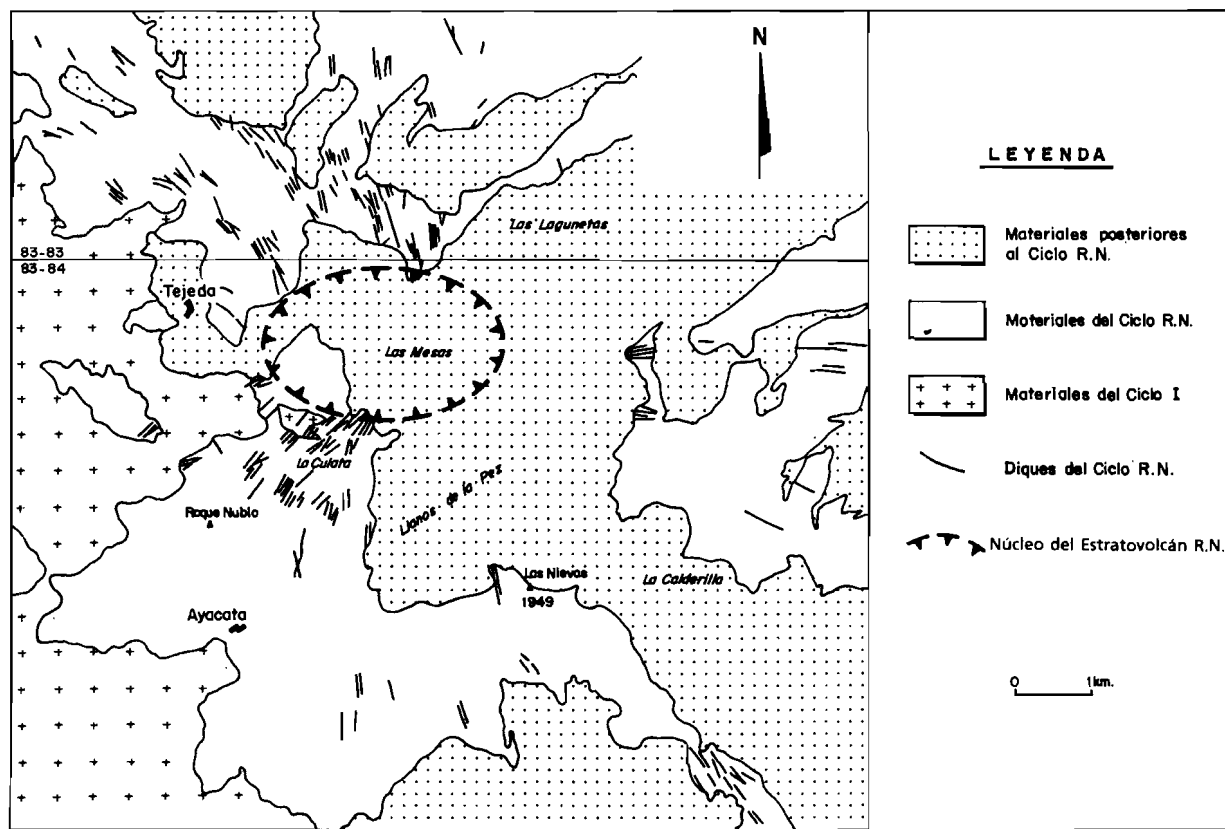 N
Las Lagunetas
83-83
83-84
Tejeda
Las Mesas
La Culata
Llanos de la Pez
Roque Nublo
Las Nieves
1949
La Calderilla
Ayacata
LEYENDA
Materiales posteriores
al Ciclo R.N.
Materiales del Ciclo R.N.
Materiales del Ciclo I
Diques del Ciclo R.N.
Núcleo del Estratovolcán R.N.
0 1km.